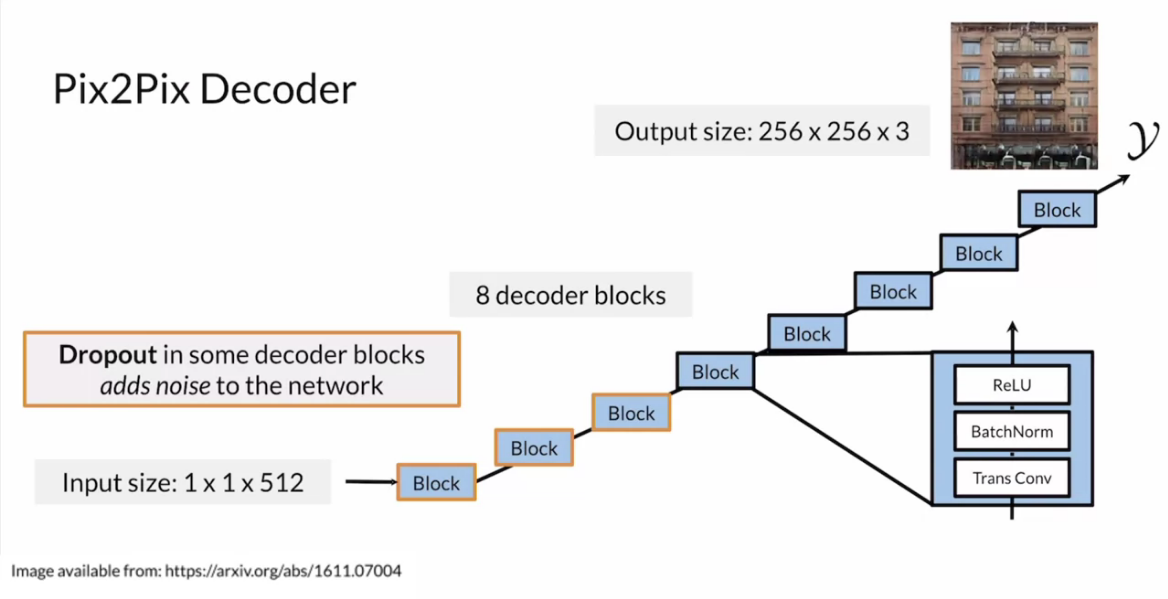 Pix2Pix Decoder
Output size: 256 x 256 x 3
y
Block
Block
Block
8 decoder blocks
Block
Dropout in some decoder blocks
adds noise to the network
Block
ReLU
Block
BatchNorm
Block
Trans Conv
Input size: 1 x 1 x 512
Block
Image available from: https://arxiv.org/abs/1611.07004